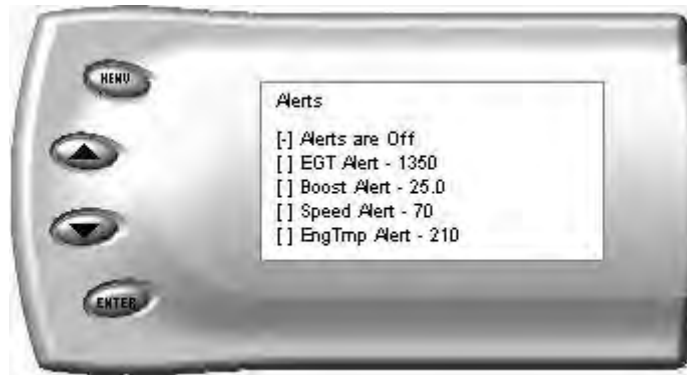 MENU
Alerts
[-] Alerts are Off
[ ] EGT Alert - 1350
[ ] Boost Alert - 25.0
[ ] Speed Alert - 70
[ ] EngTmp Alert - 210
ENTER